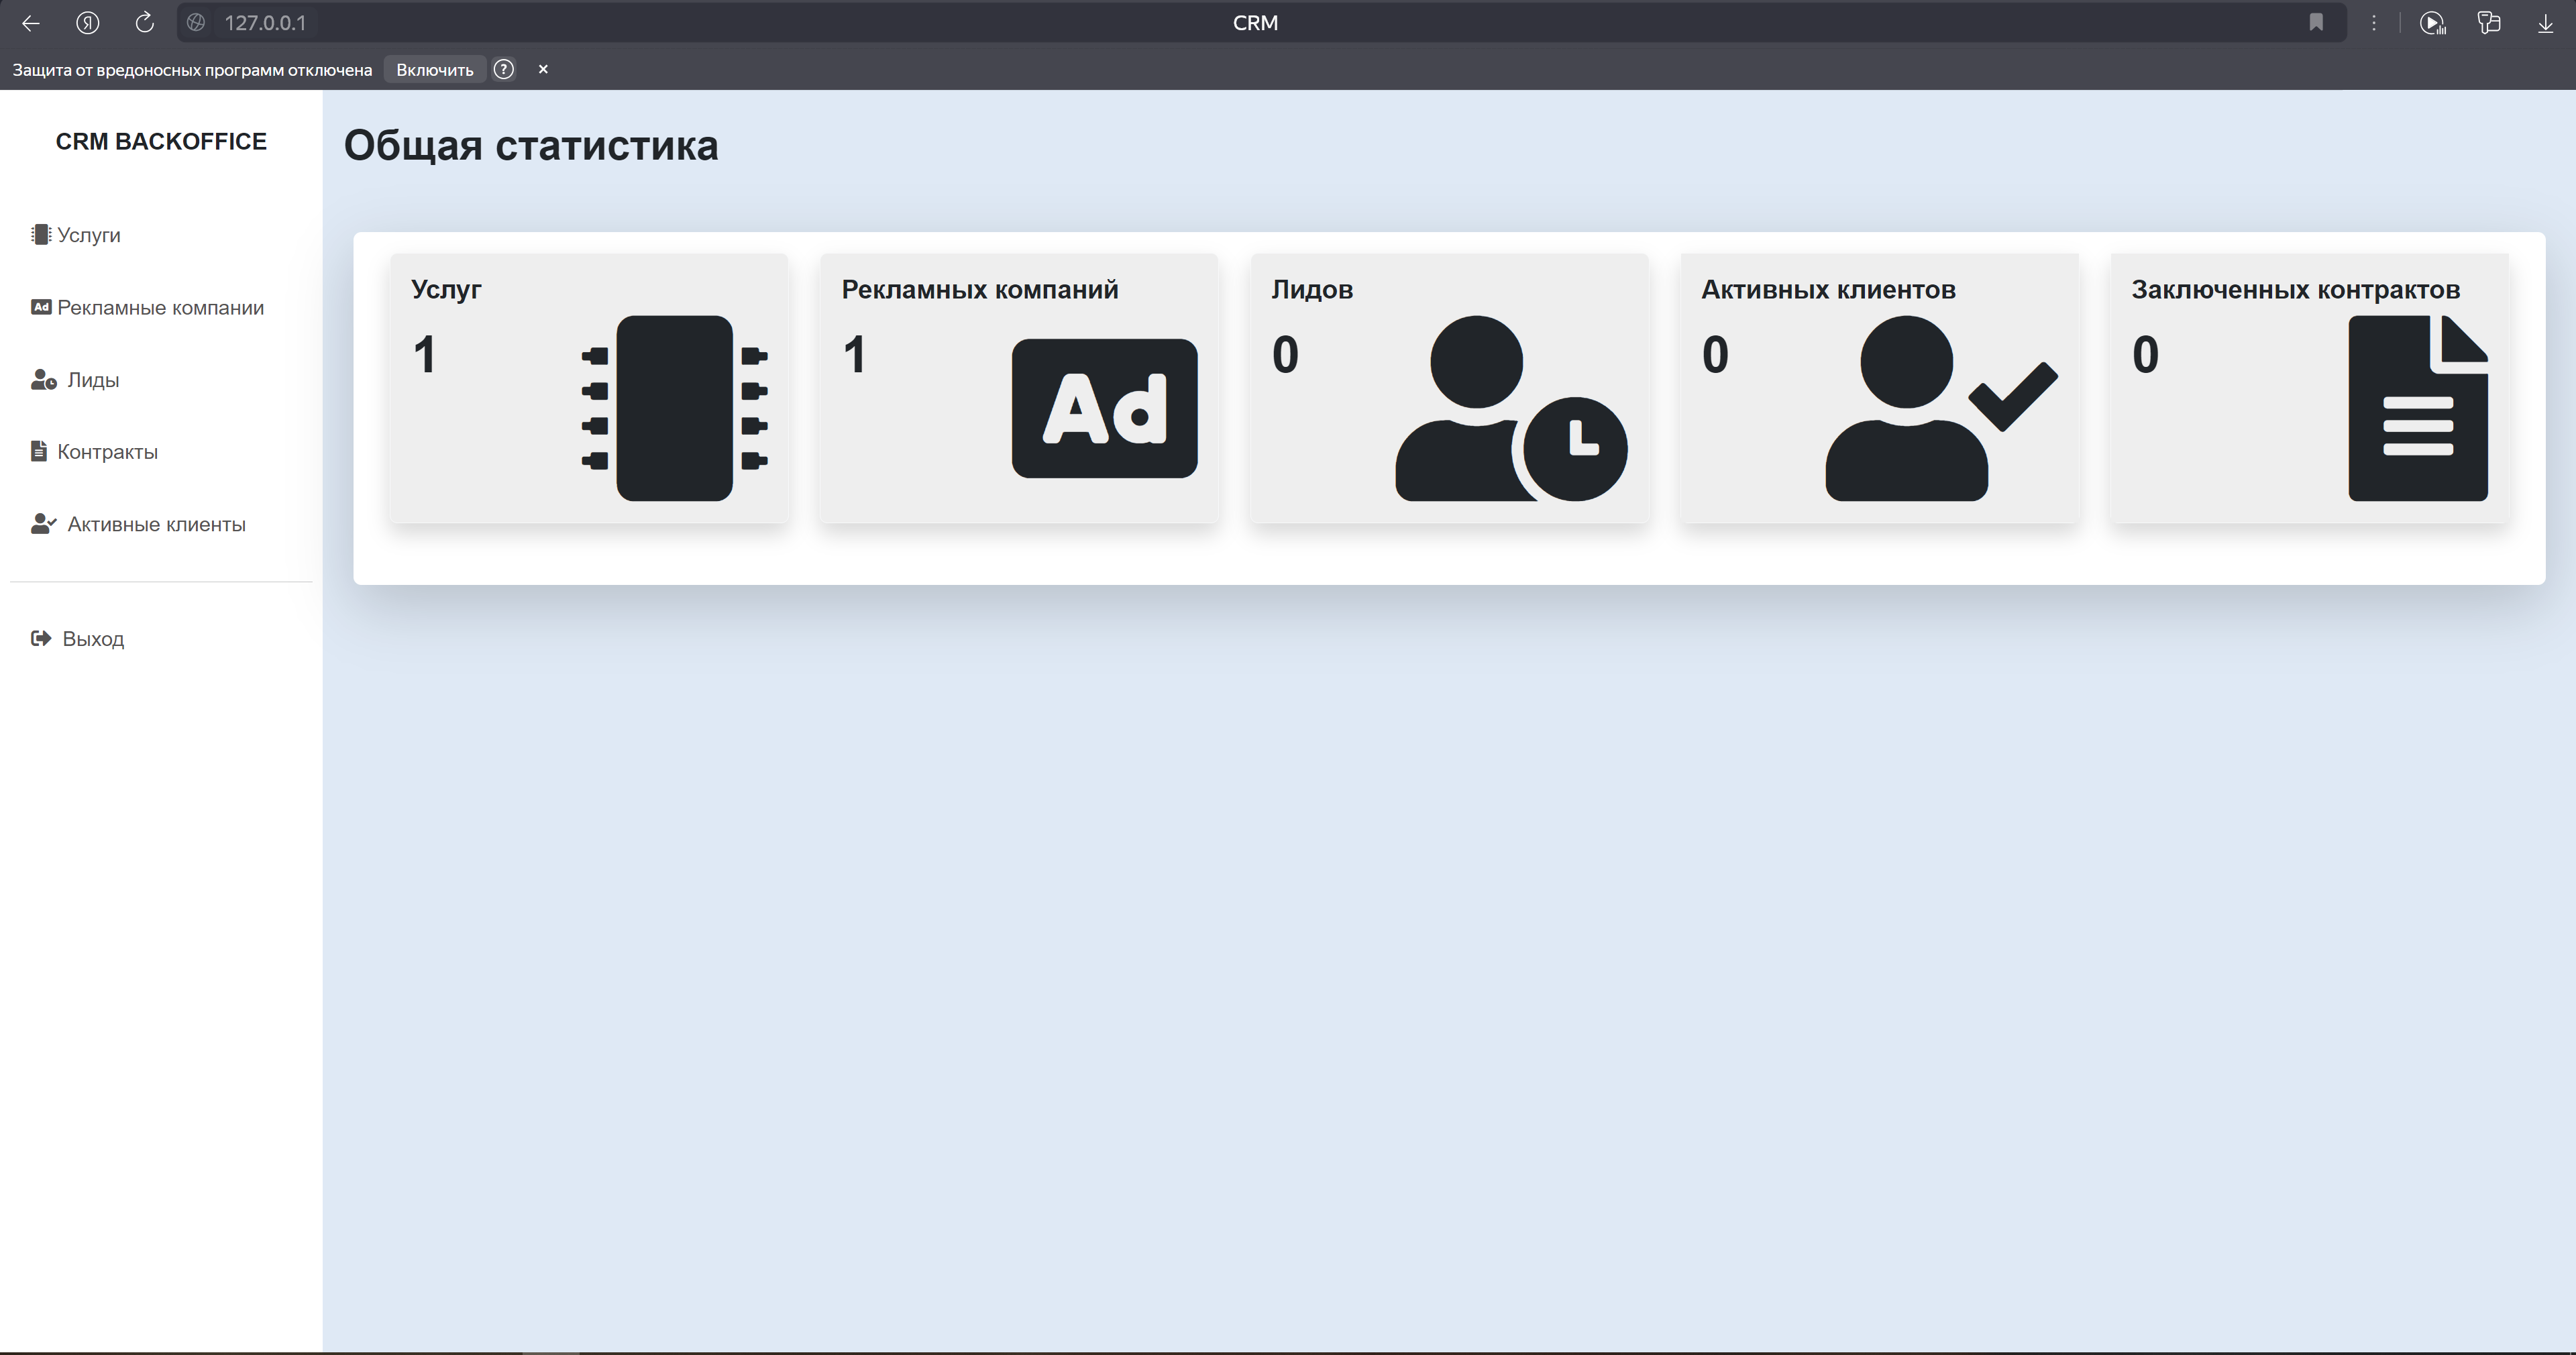 127.0.0.1
CRM
Защита от вредоносных программ отключена Включить ? ×
CRM BACKOFFICE
Услуги
Ad Рекламные компании
Лиды
Контракты
Активные клиенты
Выход
Общая статистика
Услуг
1
Рекламных компаний
1
Ad
Лидов
0
Активных клиентов
0
Заключенных контрактов
0